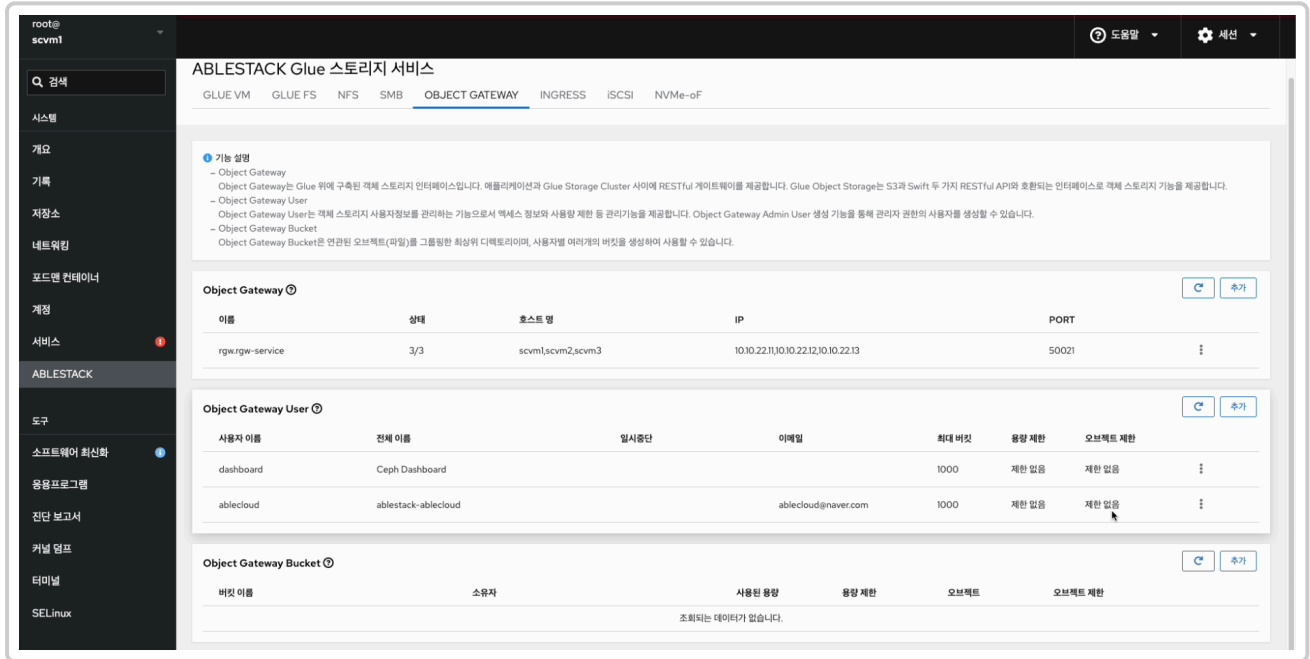 root@
scvm1
도움말
세션
검색
시스템
개요
기록
저장소
네트워킹
포드맨 컨테이너
계정
서비스
ABLESTACK
도구
소프트웨어 최신화
응용프로그램
진단 보고서
커널 덤프
터미널
SELinux
ABLESTACK Glue 스토리지 서비스
GLUE VM GLUE FS NFS SMB OBJECT GATEWAY INGRESS iSCSI NVMe-oF
기능 설명
– Object Gateway
Object Gateway는 Glue 위에 구축된 객체 스토리지 인터페이스입니다. 애플리케이션과 Glue Storage Cluster 사이에 RESTful 게이트웨이를 제공합니다. Glue Object Storage는 S3과 Swift 두 가지 RESTful API와 호환되는 인터페이스로 객체 스토리지 기능을 제공합니다.
– Object Gateway User
Object Gateway User는 객체 스토리지 사용자정보를 관리하는 기능으로서 엑세스 정보와 사용량 제한 등 관리기능을 제공합니다. Object Gateway Admin User 생성 기능을 통해 관리자 권한의 사용자를 생성할 수 있습니다.
– Object Gateway Bucket
Object Gateway Bucket은 연관된 오브젝트(파일)를 그룹핑한 최상위 디렉토리이며, 사용자별 여러개의 버킷을 생성하여 사용할 수 있습니다.
Object Gateway 추가
이름 상태 호스트 명 IP PORT
rgw.rgw-service 3/3 scvm1,scvm2,scvm3 10.10.22.11,10.10.22.12,10.10.22.13 50021
Object Gateway User 추가
사용자 이름 전체 이름 일시중단 이메일 최대 버킷 용량 제한 오브젝트 제한
dashboard Ceph Dashboard 1000 제한 없음 제한 없음
ablecloud ablestack-ablecloud ablecloud@naver.com 1000 제한 없음 제한 없음
Object Gateway Bucket 추가
버킷 이름 소유자 사용된 용량 용량 제한 오브젝트 오브젝트 제한
조회되는 데이터가 없습니다.